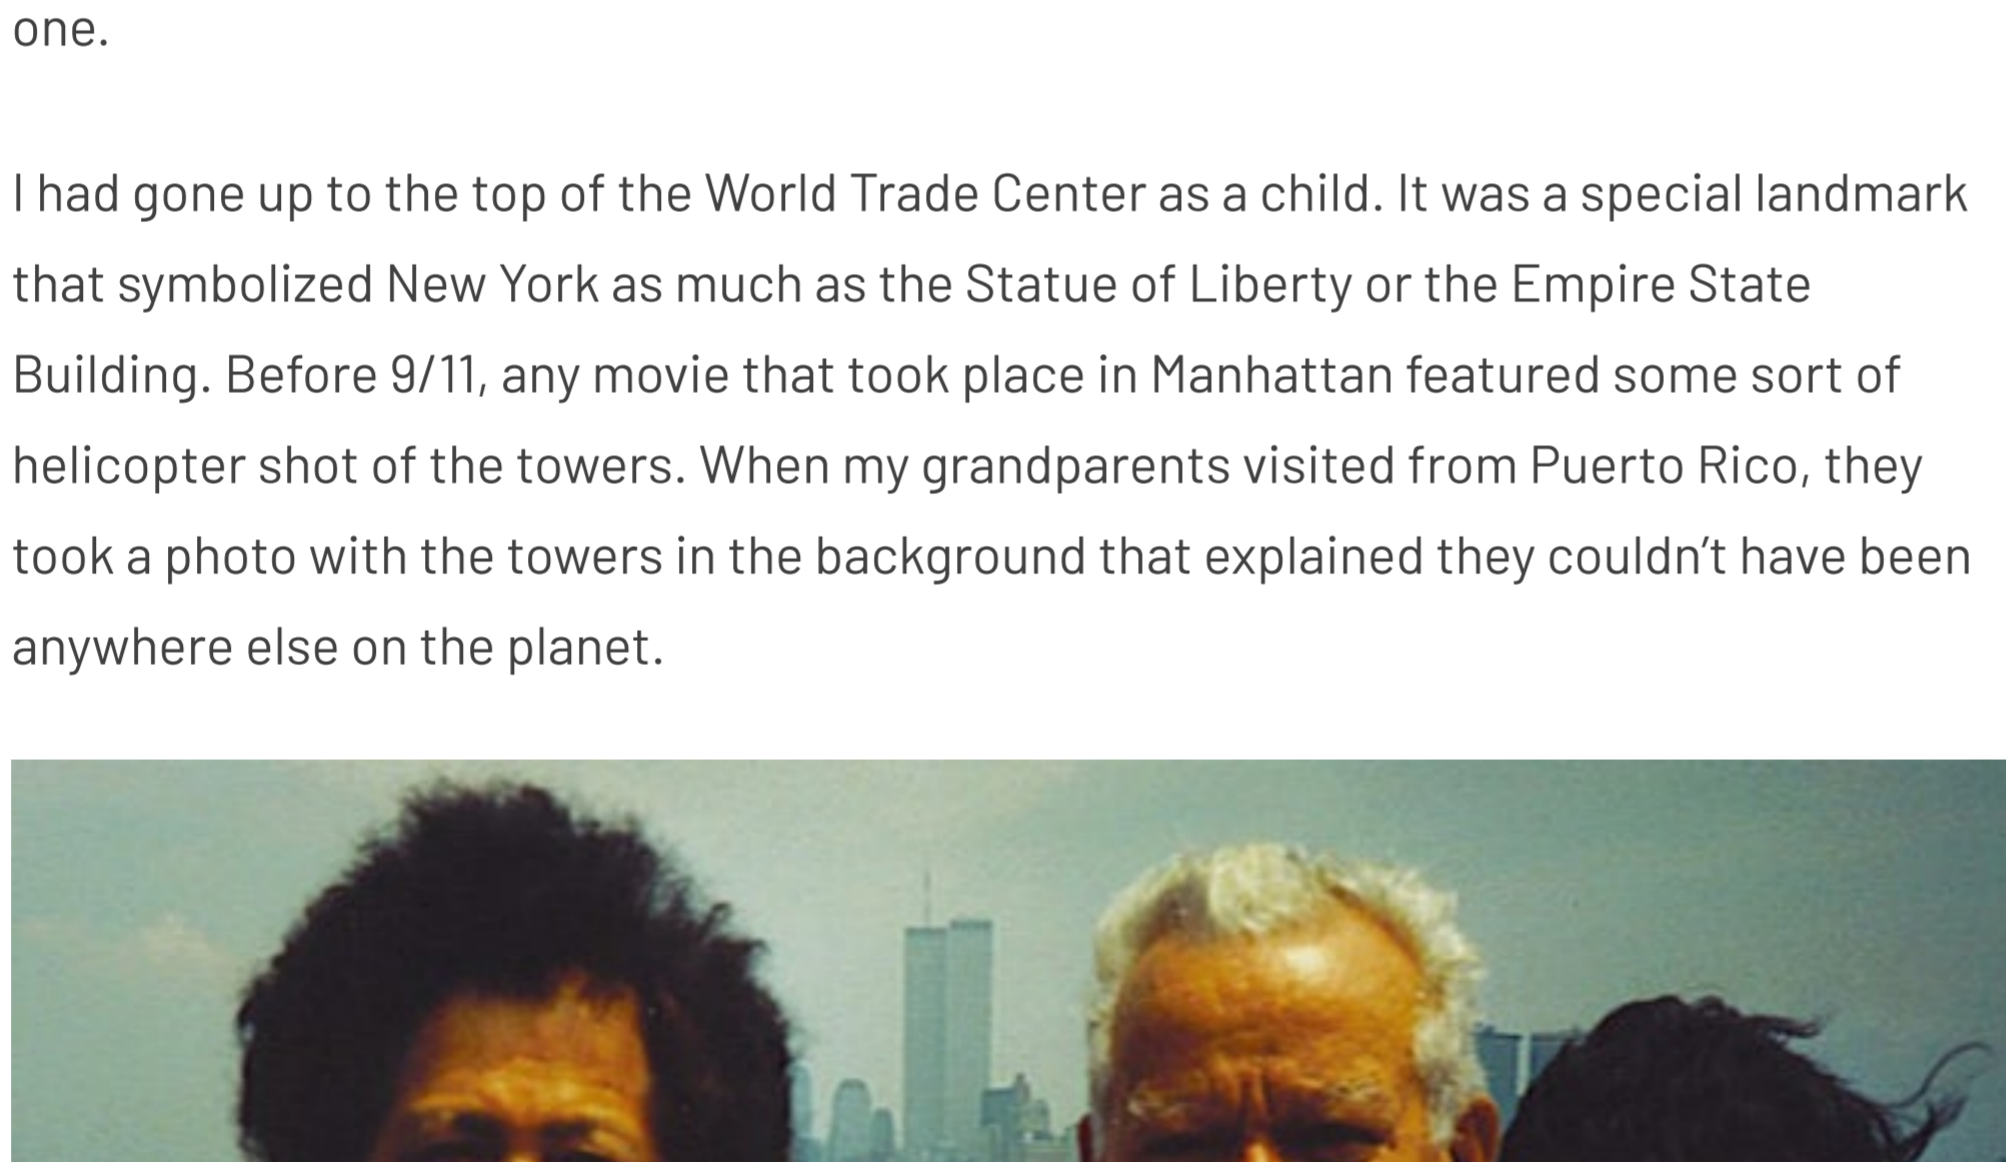 one.
I had gone up to the top of the World Trade Center as a child. It was a special landmark
that symbolized New York as much as the Statue of Liberty or the Empire State
Building. Before 9/11, any movie that took place in Manhattan featured some sort of
helicopter shot of the towers. When my grandparents visited from Puerto Rico, they
took a photo with the towers in the background that explained they couldn’t have been
anywhere else on the planet.